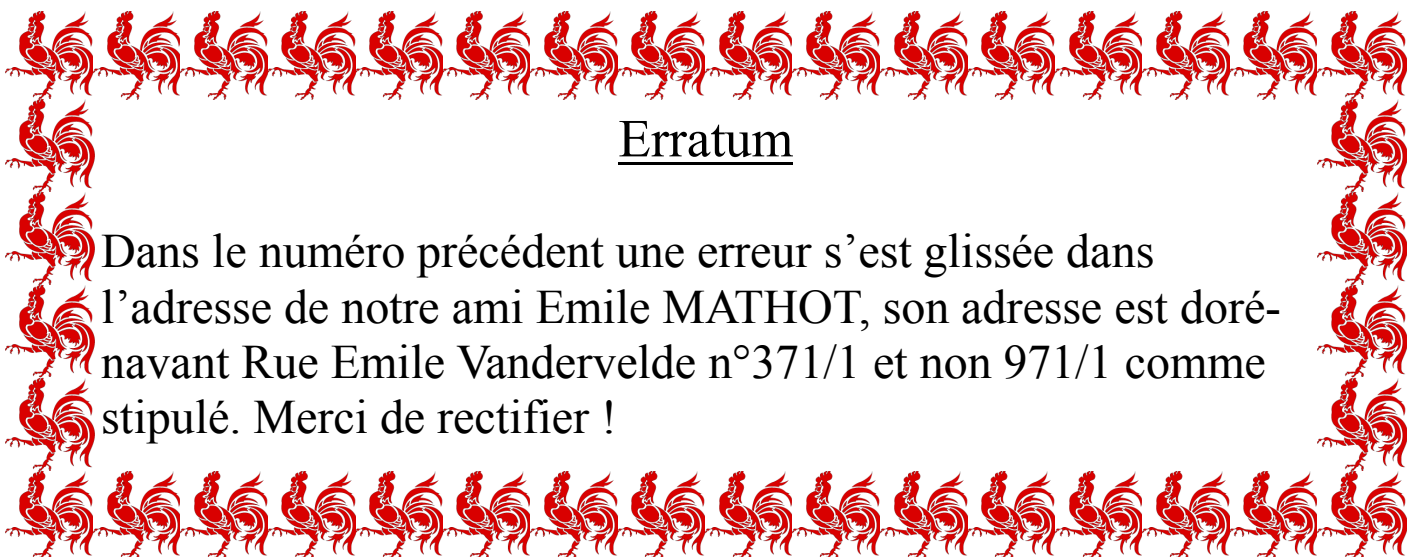 Erratum
Dans le numéro précédent une erreur s’est glissée dans
l’adresse de notre ami Emile MATHOT, son adresse est doré-
navant Rue Emile Vandervelde n°371/1 et non 971/1 comme
stipulé. Merci de rectifier !